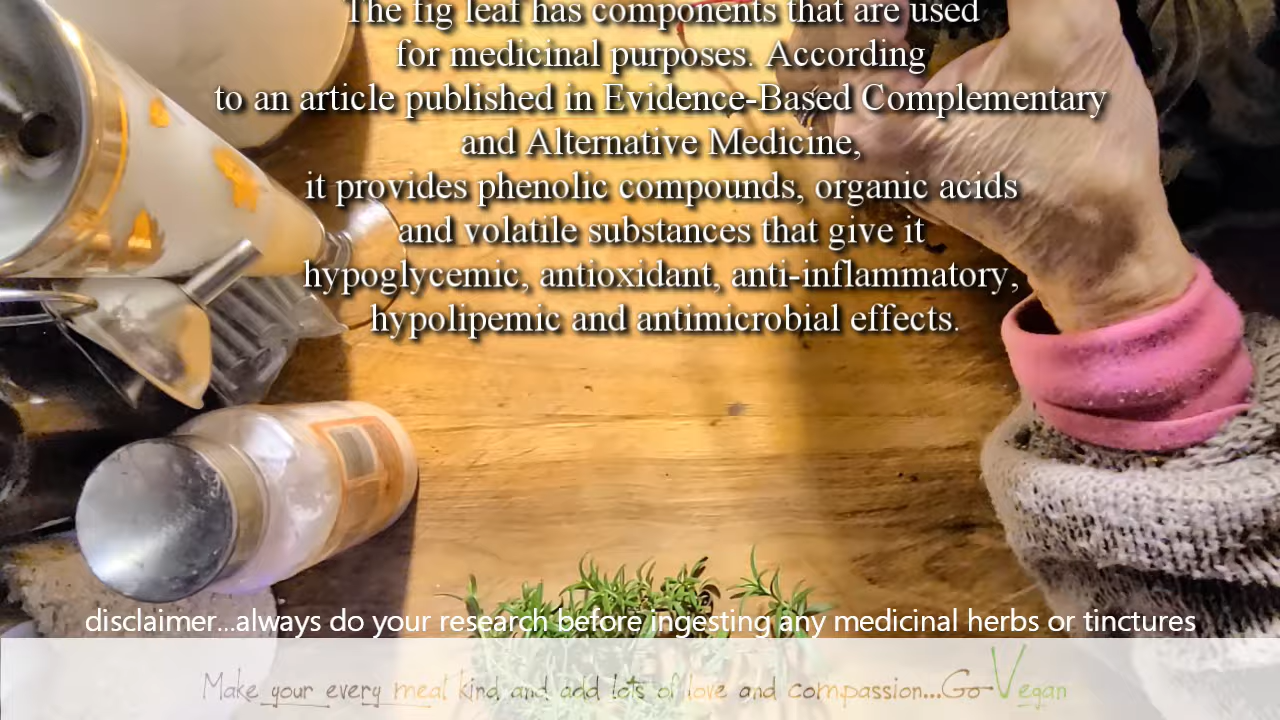 The fig leaf has components that are used
for medicinal purposes. According
to an article published in Evidence-Based Complementary
and Alternative Medicine,
it provides phenolic compounds, organic acids
and volatile substances that give it
hypoglycemic, antioxidant, anti-inflammatory,
hypolipemic and antimicrobial effects.
disclaimer...always do your research before ingesting any medicinal herbs or tinctures
Make your every meal kind and add lots of love and compassion...Go Vegan